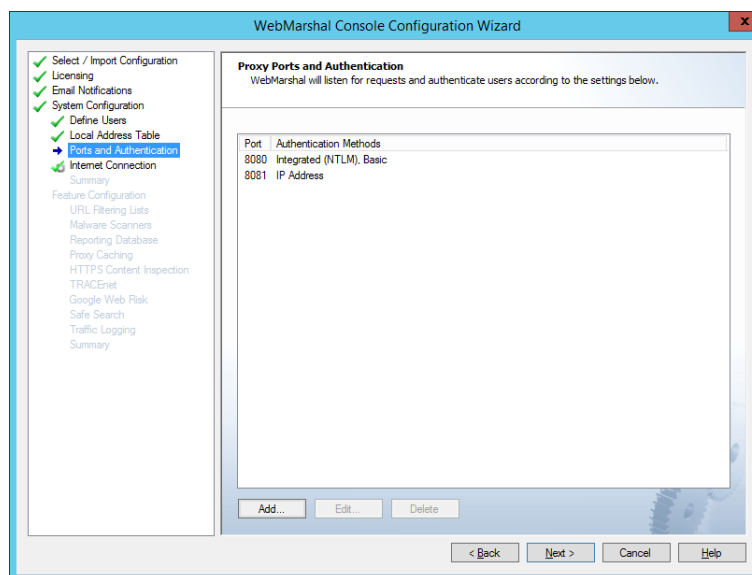 WebMarshal Console Configuration Wizard
x
Select / Import Configuration
Licensing
Email Notifications
System Configuration
Define Users
Local Address Table
Ports and Authentication
Internet Connection
Summary
Feature Configuration
URL Filtering Lists
Malware Scanners
Reporting Database
Proxy Caching
HTTPS Content Inspection
TRACEnet
Google Web Risk
Safe Search
Traffic Logging
Summary
Proxy Ports and Authentication
WebMarshal will listen for requests and authenticate users according to the settings below.
Port Authentication Methods
8080 Integrated (NTLM), Basic
8081 IP Address
Add... Edit... Delete
< Back Next > Cancel Help